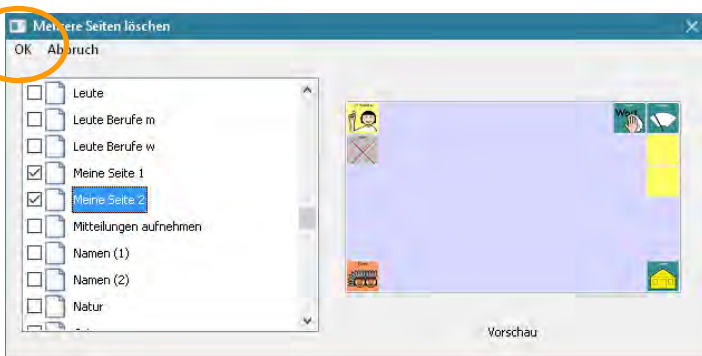 Mehrere Seiten löschen
OK Abbruch
Leute
Leute Berufe m
Leute Berufe w
Meine Seite 1
Meine Seite 2
Mitteilungen aufnehmen
Namen (1)
Namen (2)
Natur
Wort
Vorschau